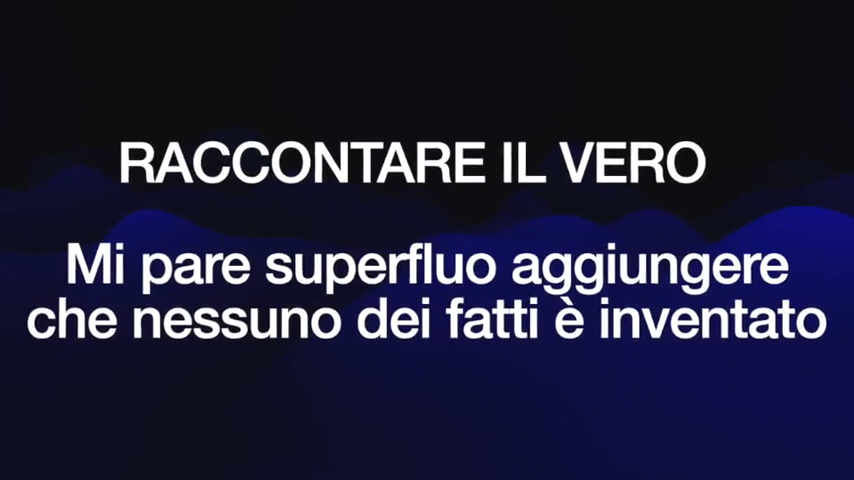 RACCONTARE IL VERO
Mi pare superfluo aggiungere
che nessuno dei fatti è inventato